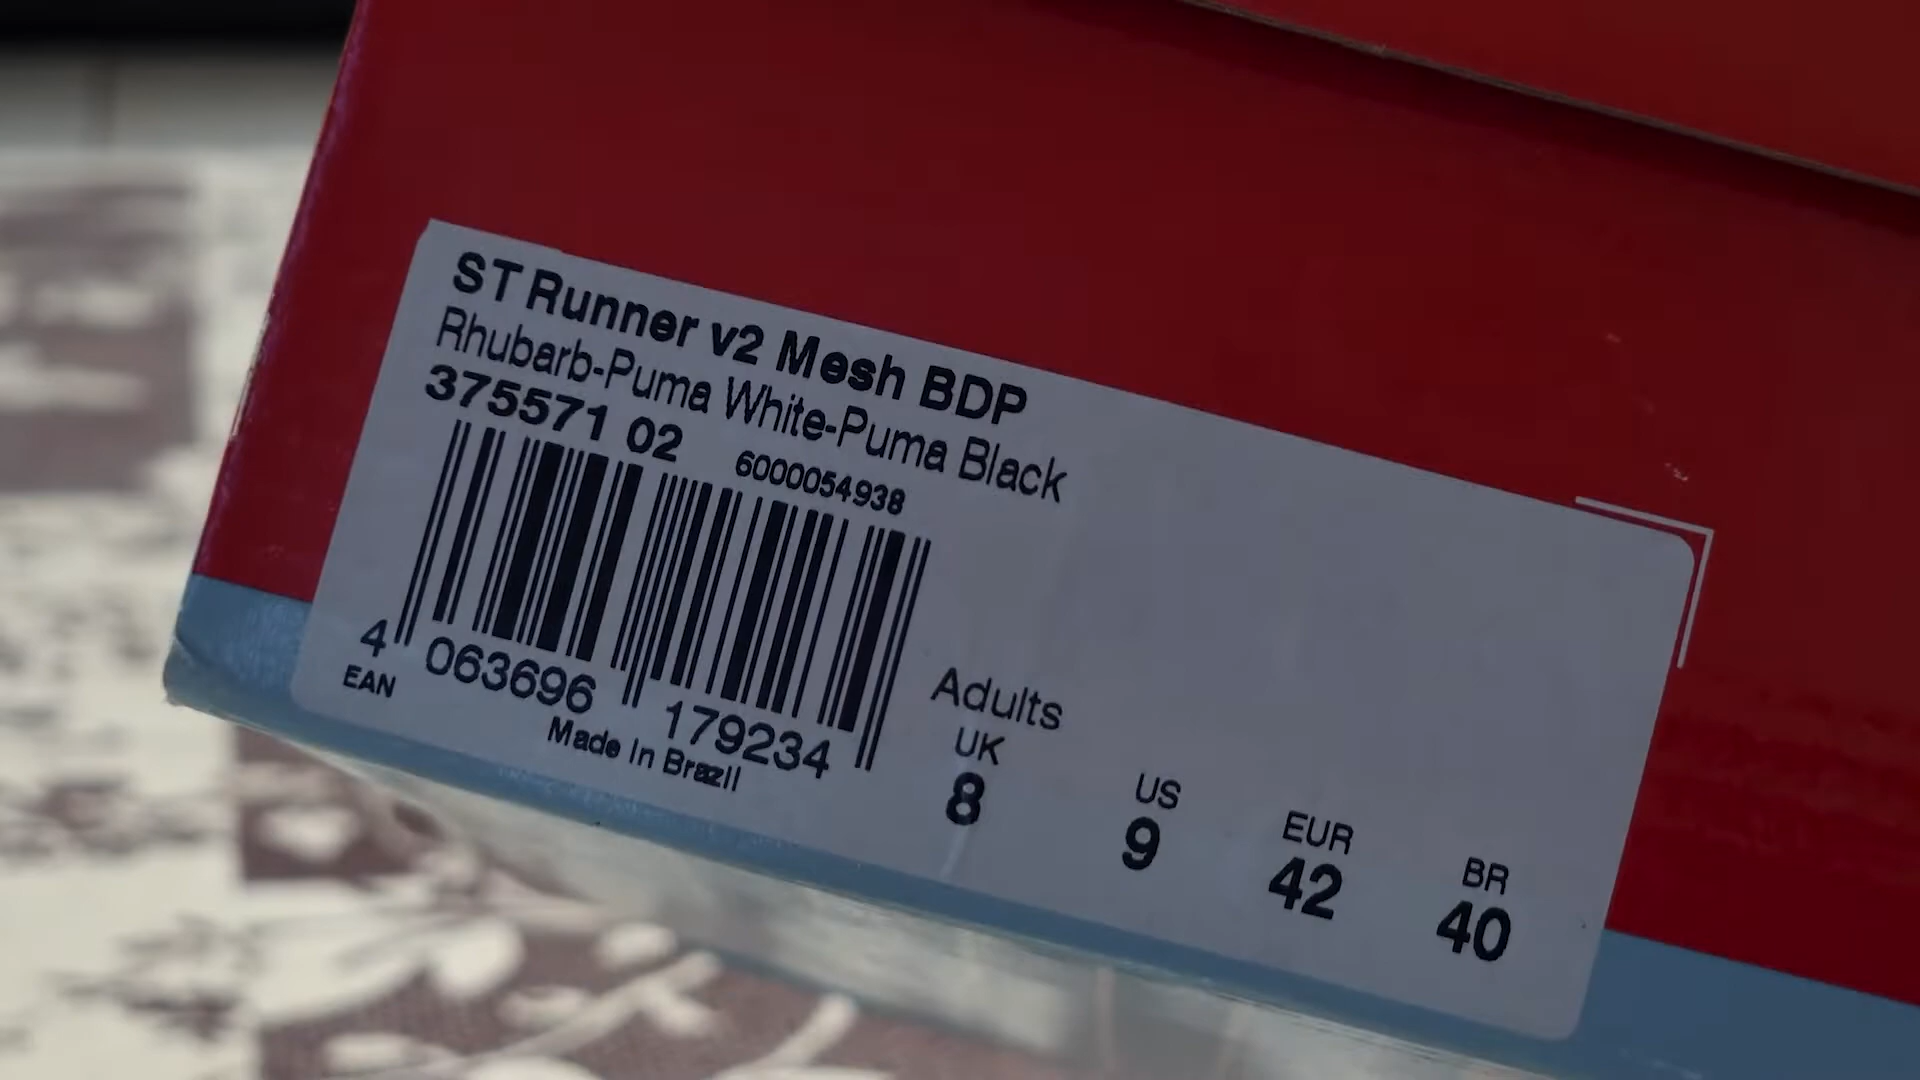 ST Runner v2 Mesh BDP
Rhubarb-Puma White-Puma Black
375571 02
6000054938
4 063696 179234
EAN
Made In Brazil
Adults
UK US EUR BR
8 9 42 40